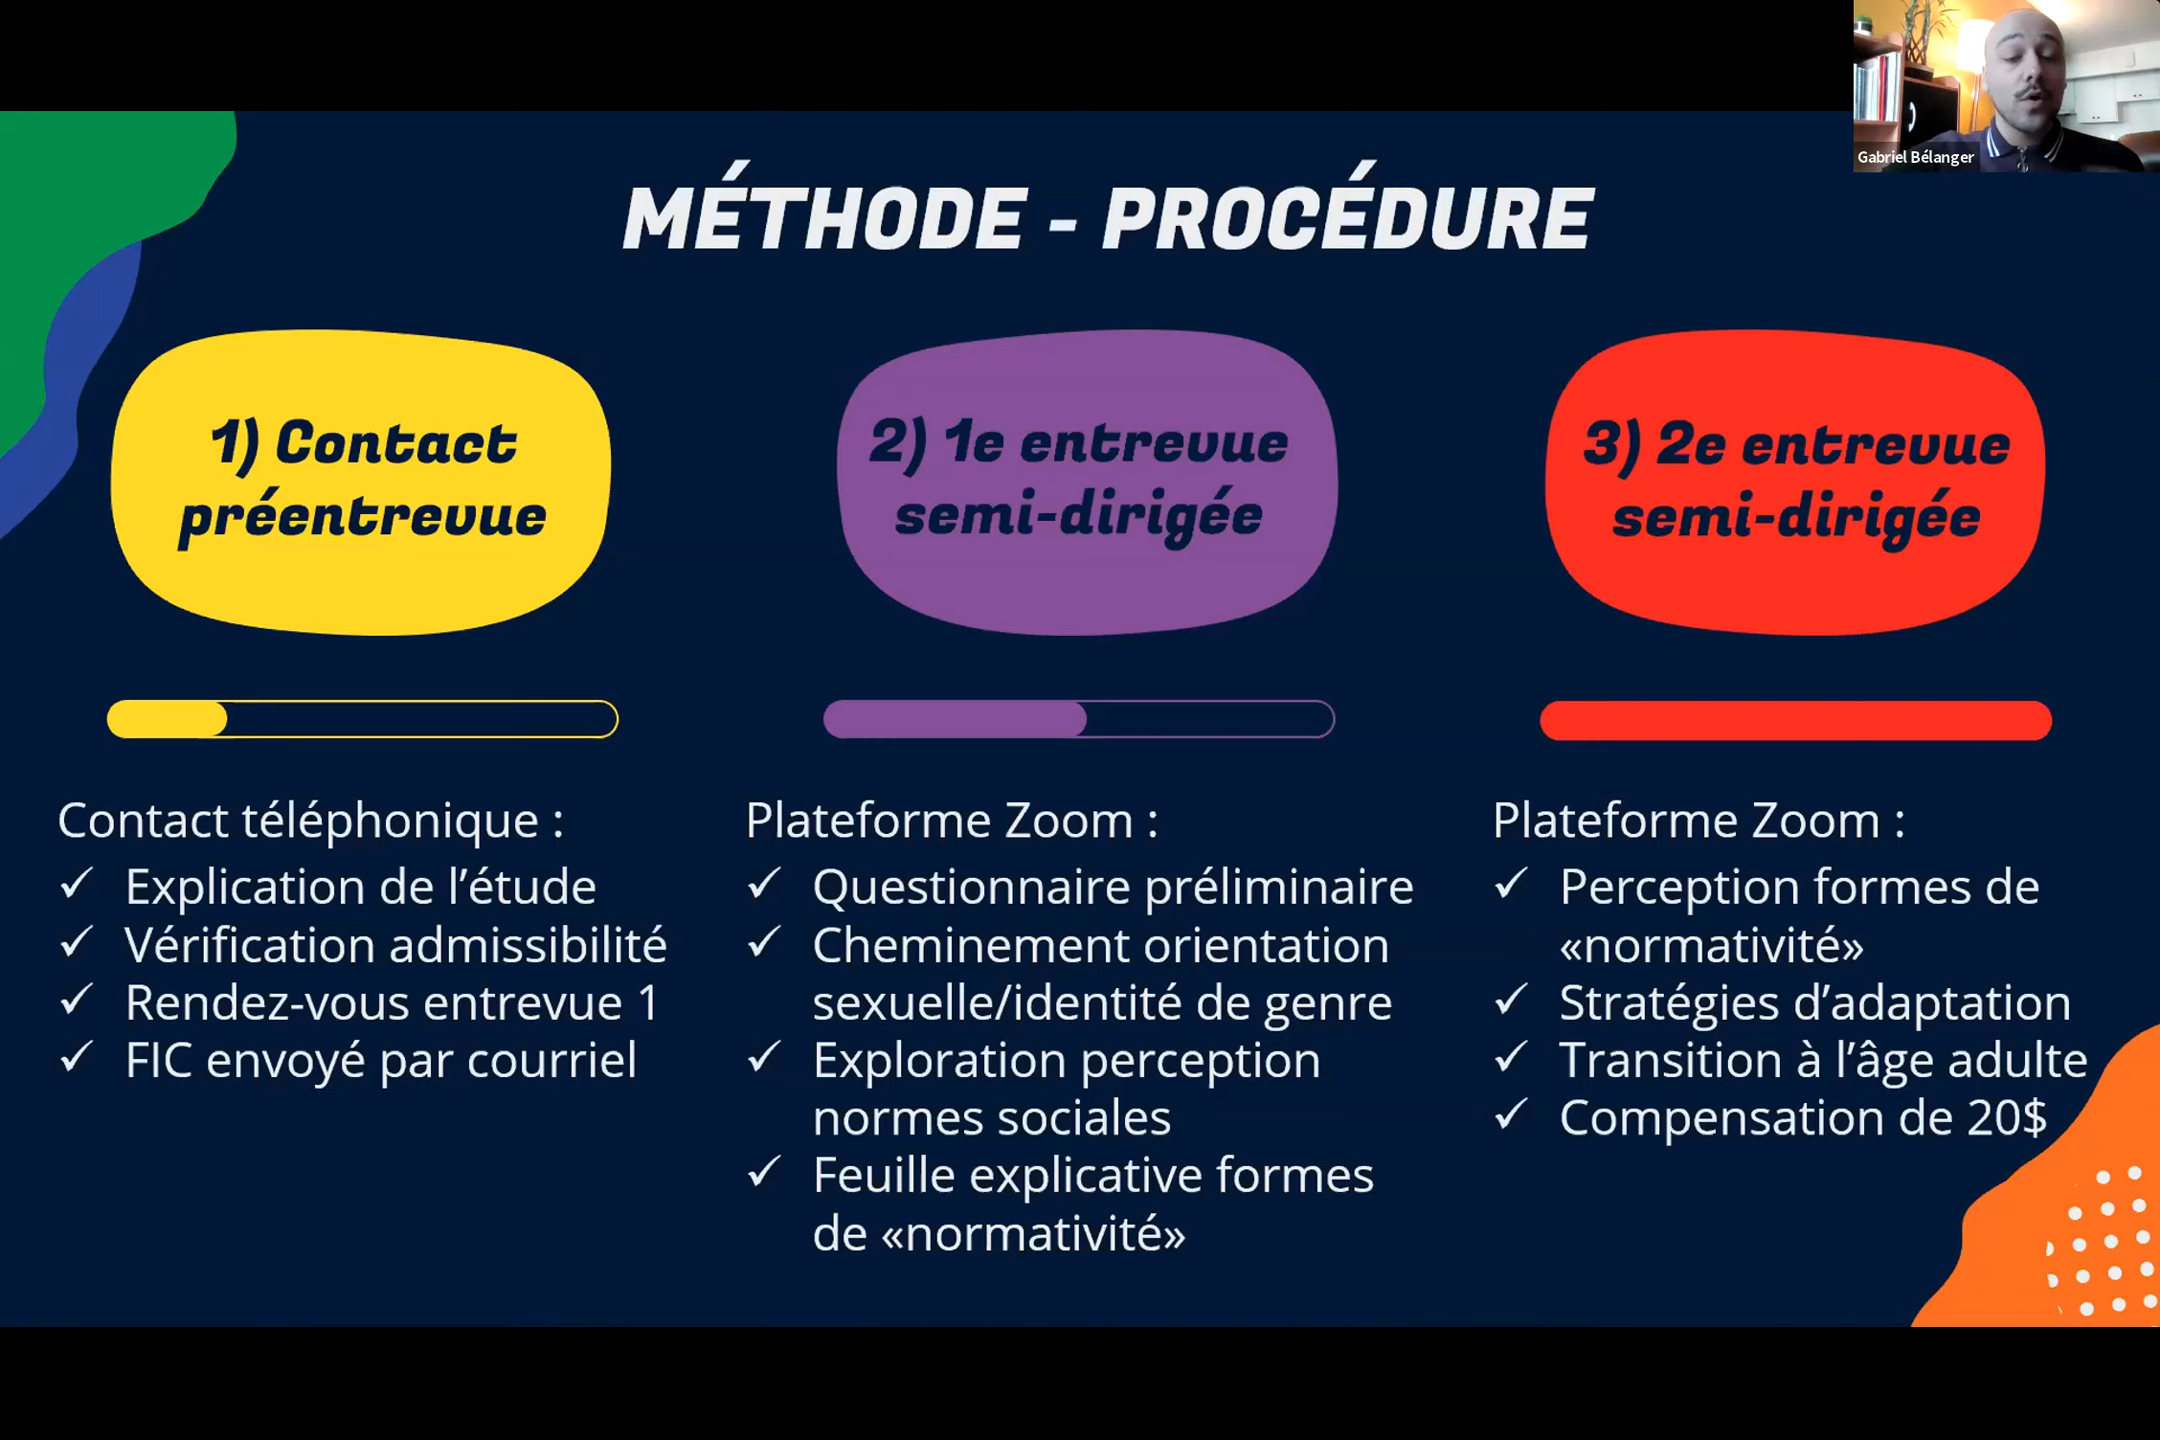 Gabriel Bélanger
MÉTHODE - PROCÉDURE
1) Contact
préentrevue
2) 1e entrevue
semi-dirigée
3) 2e entrevue
semi-dirigée
Contact téléphonique :
✓ Explication de l’étude
✓ Vérification admissibilité
✓ Rendez-vous entrevue 1
✓ FIC envoyé par courriel
Plateforme Zoom :
✓ Questionnaire préliminaire
✓ Cheminement orientation
sexuelle/identité de genre
✓ Exploration perception
normes sociales
✓ Feuille explicative formes
de «normativité»
Plateforme Zoom :
✓ Perception formes de
«normativité»
✓ Stratégies d’adaptation
✓ Transition à l’âge adulte
✓ Compensation de 20$